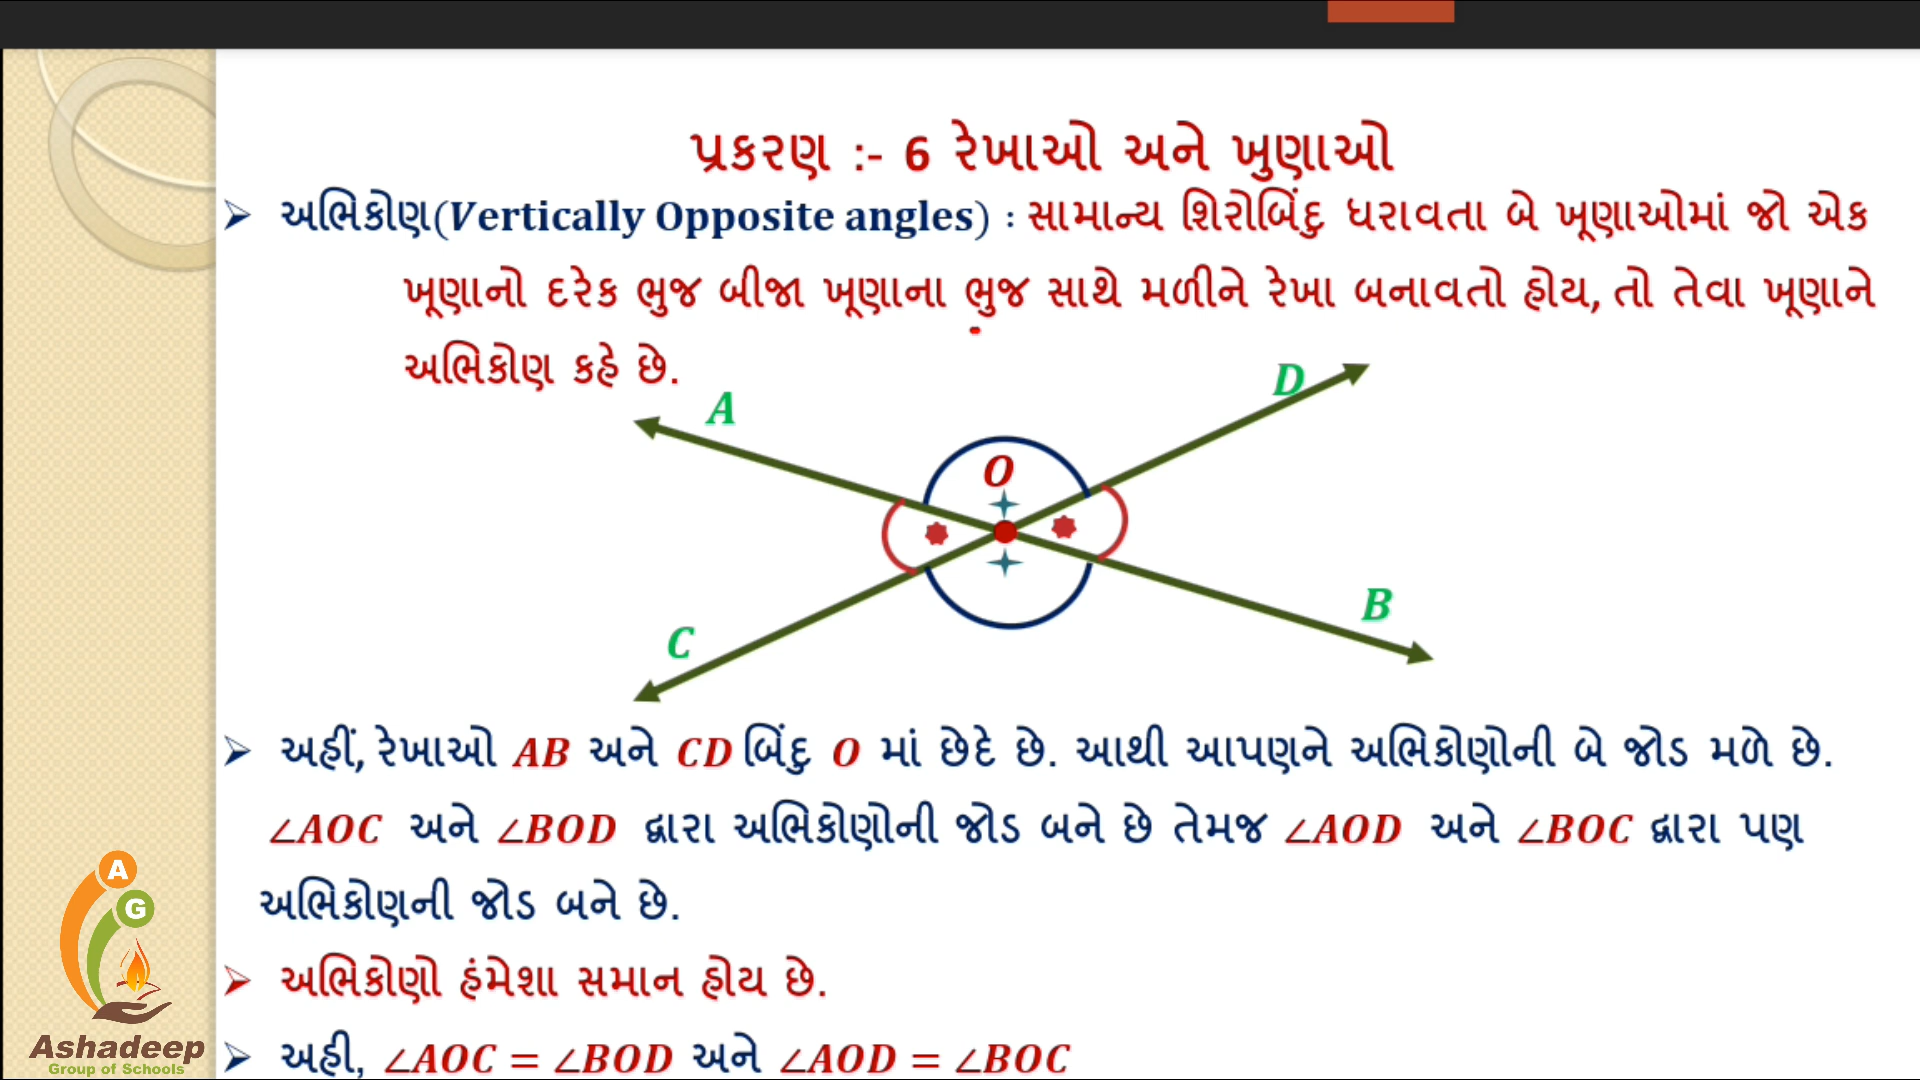 પ્રકરણ :- 6 રેખાઓ અને ખુણાઓ
➢ અભિકોણ(Vertically Opposite angles) : સામાન્ય શિરોબિંદુ ધરાવતા બે ખૂણાઓમાં જો એક
ખૂણાનો દરેક ભુજ બીજા ખૂણાના ભુજ સાથે મળીને રેખા બનાવતો હોય, તો તેવા ખૂણાને
અભિકોણ કહે છે.
D
A
O
B
C
➢ અહીં, રેખાઓ AB અને CD બિંદુ O માં છેદે છે. આથી આપણને અભિકોણોની બે જોડ મળે છે.
∠AOC અને ∠BOD દ્વારા અભિકોણોની જોડ બને છે તેમજ ∠AOD અને ∠BOC દ્વારા પણ
અભિકોણની જોડ બને છે.
➢ અભિકોણો હંમેશા સમાન હોય છે.
➢ અહી, ∠AOC = ∠BOD અને ∠AOD = ∠BOC
A
G
Ashadeep
Group of Schools